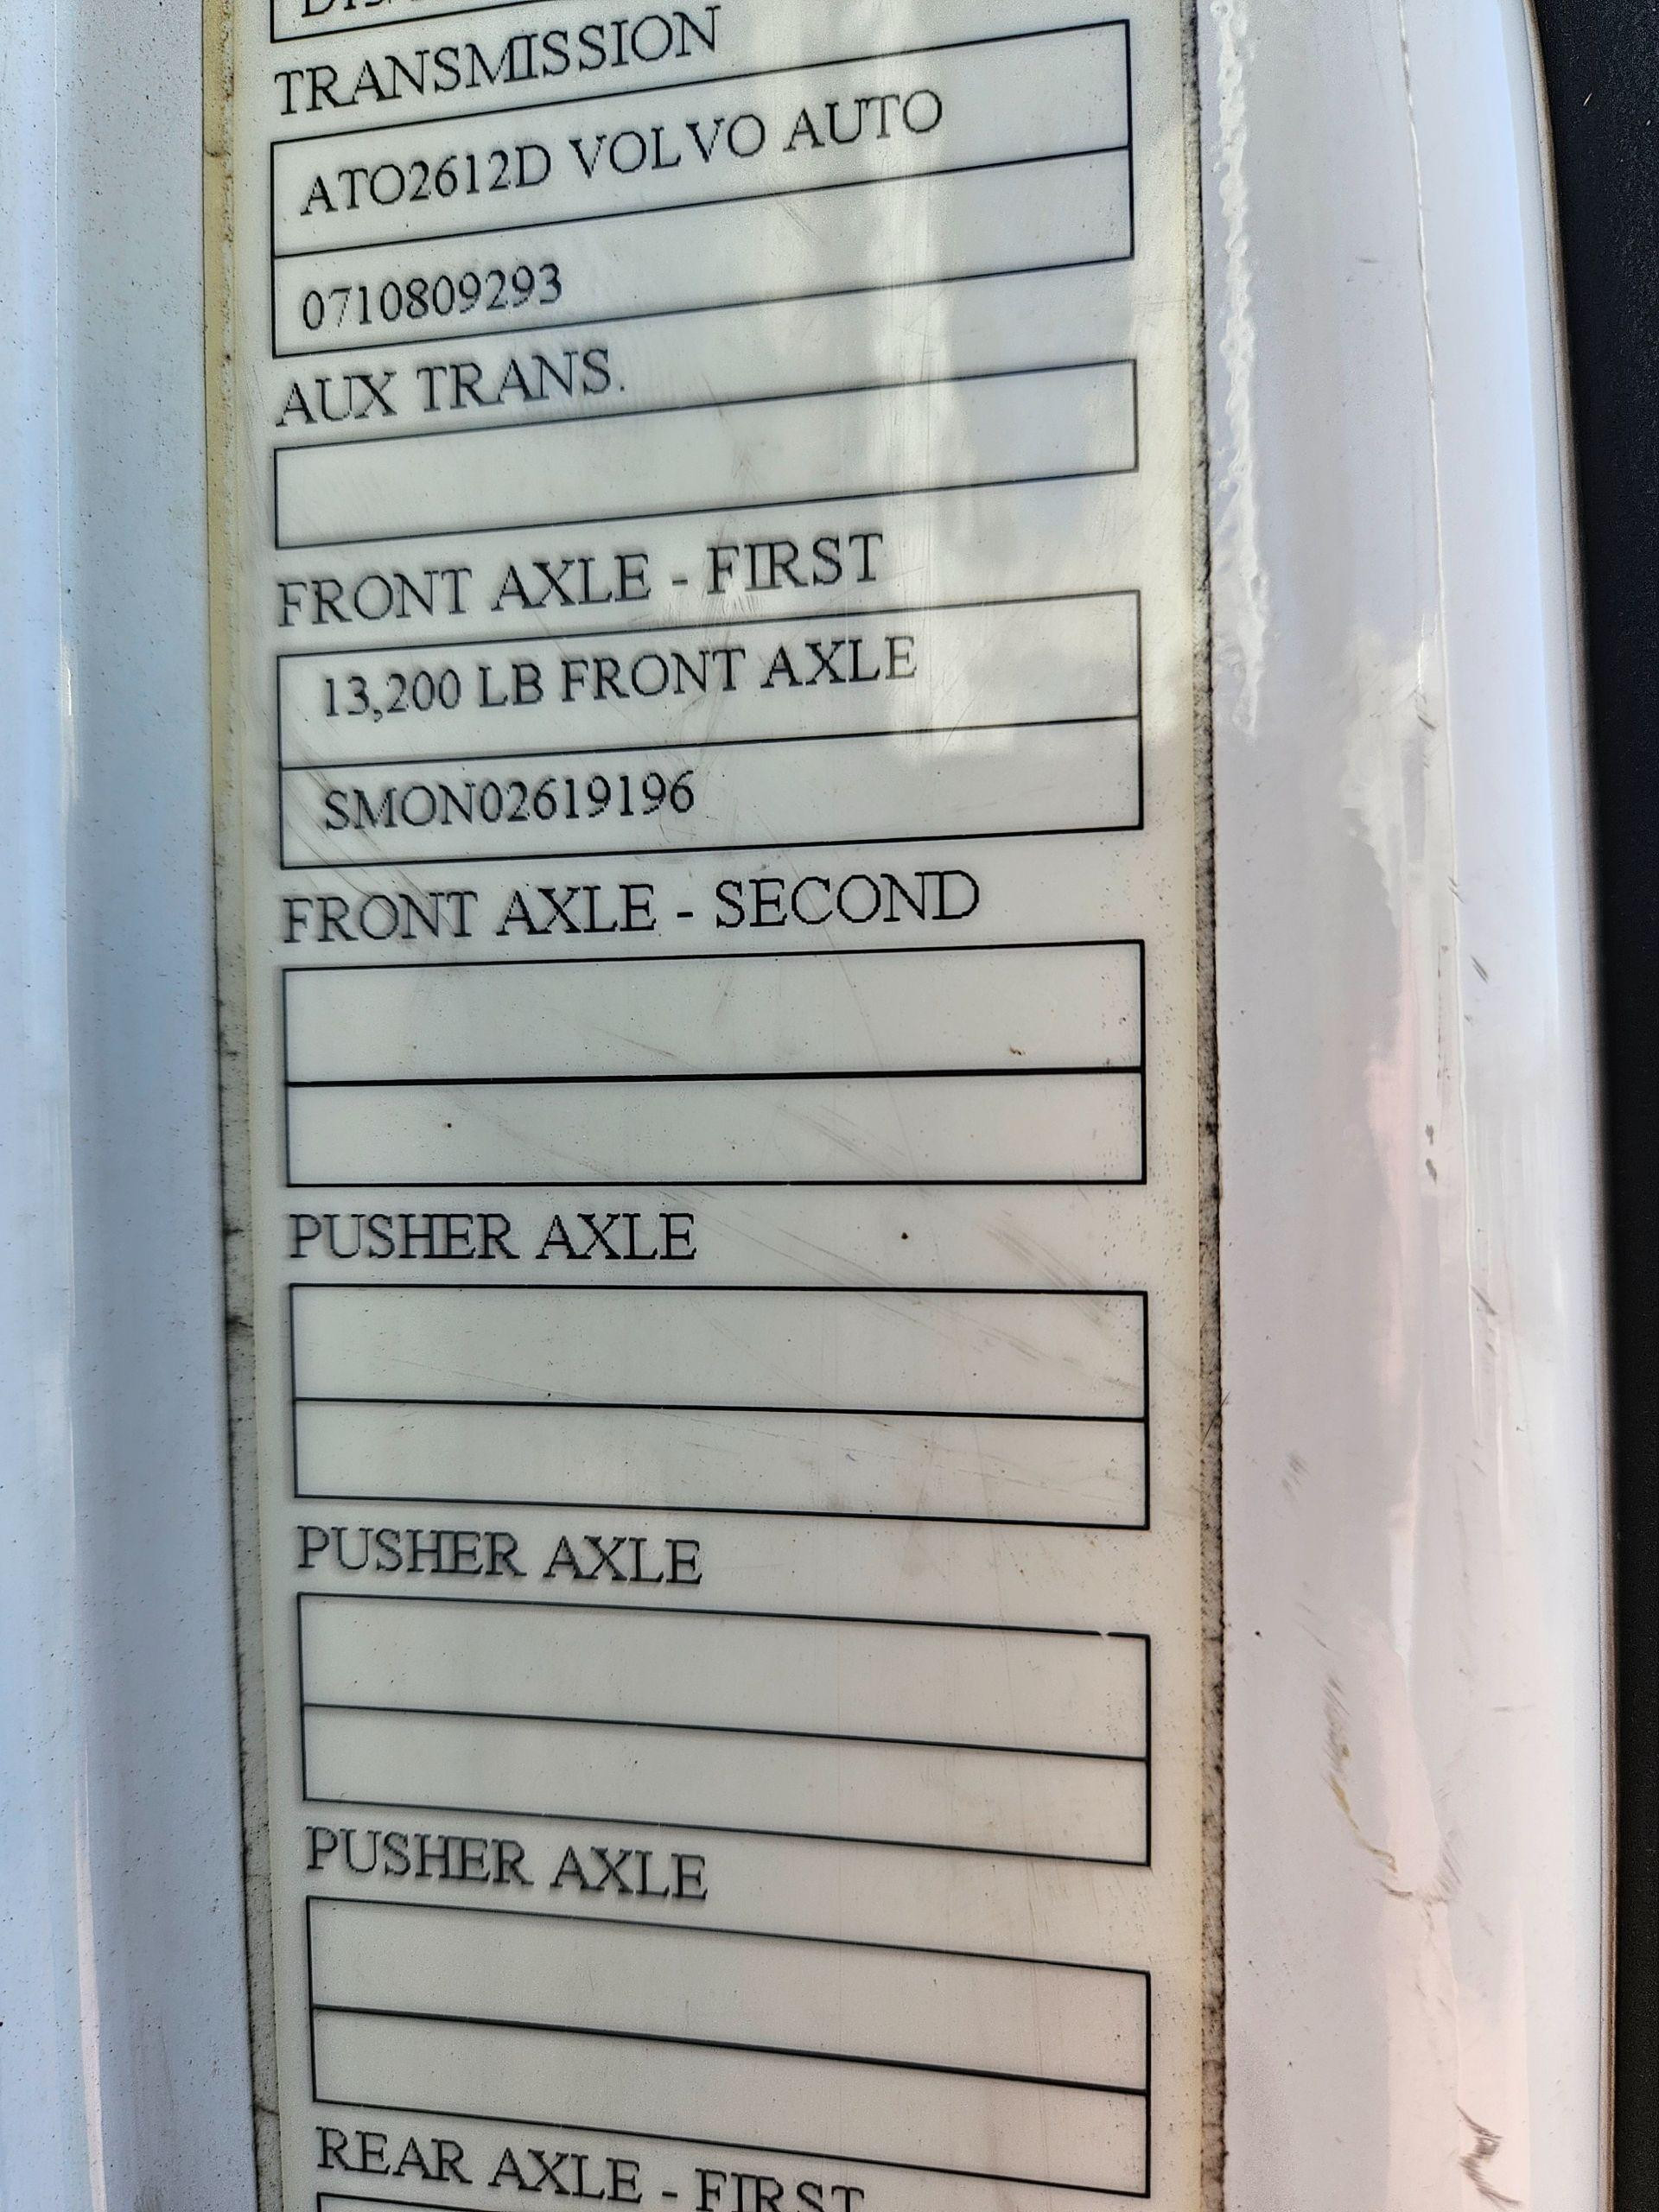 TRANSMISSION
ATO2612D VOLVO AUTO
0710809293
AUX TRANS.
FRONT AXLE - FIRST
13,200 LB FRONT AXLE
SMON02619196
FRONT AXLE - SECOND
PUSHER AXLE
PUSHER AXLE
PUSHER AXLE
REAR AXLE - FIRST